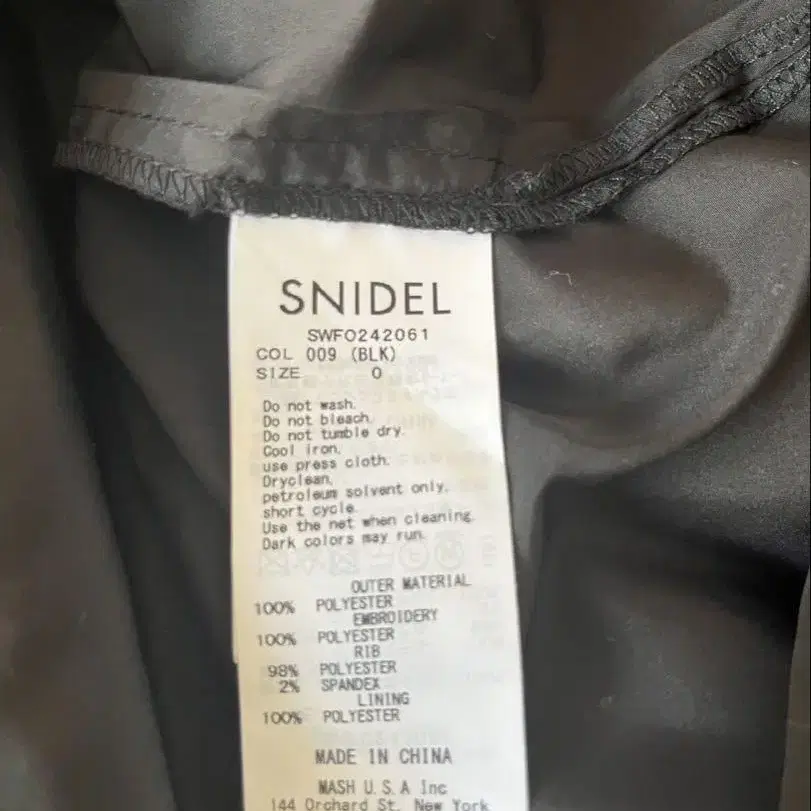 SNIDEL
SWFO242061
COL 009 (BLK)
SIZE 0
Do not wash.
Do not bleach.
Do not tumble dry.
Cool iron,
use press cloth.
Dryclean,
petroleum solvent only,
short cycle.
Use the net when cleaning.
Dark colors may run.
OUTER MATERIAL
100% POLYESTER
EMBROIDERY
100% POLYESTER
RIB
98% POLYESTER
2% SPANDEX
LINING
100% POLYESTER
MADE IN CHINA
MASH U.S.A Inc
144 Orchard St. New York